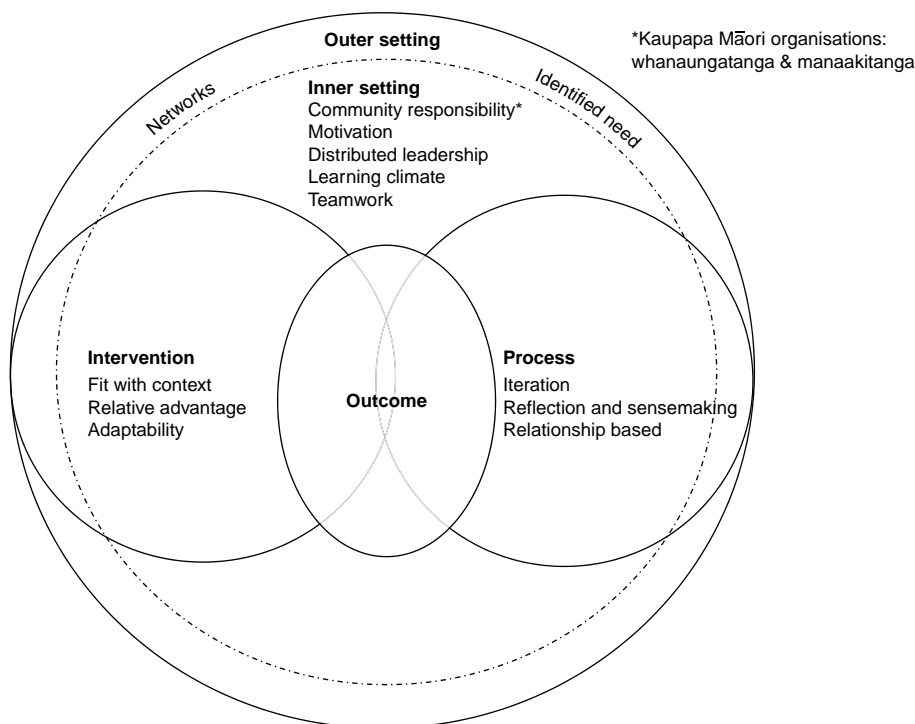 Outer setting
*Kaupapa Māori organisations:
whanaungatanga & manaakitanga
Networks
Identified need
Inner setting
Community responsibility*
Motivation
Distributed leadership
Learning climate
Teamwork
Intervention
Fit with context
Relative advantage
Adaptability
Outcome
Process
Iteration
Reflection and sensemaking
Relationship based